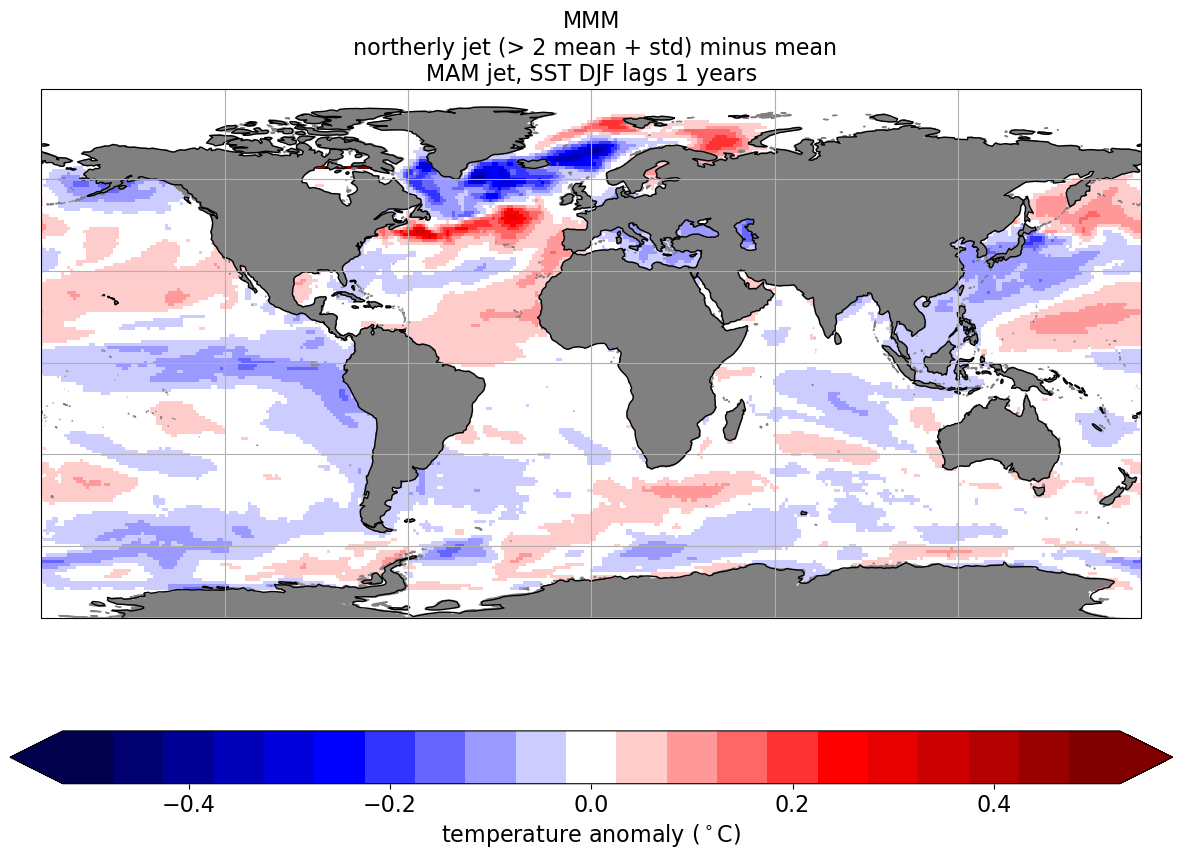 MMM
northerly jet (> 2 mean + std) minus mean
MAM jet, SST DJF lags 1 years
−0.4 −0.2 0.0 0.2 0.4
temperature anomaly (°C)